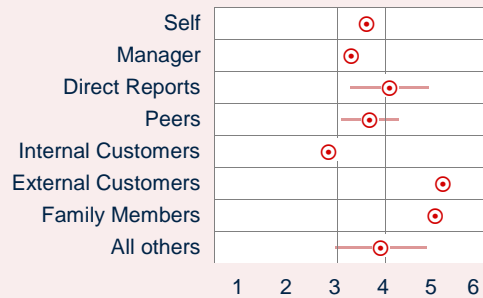 Self
Manager
Direct Reports
Peers
Internal Customers
External Customers
Family Members
All others
1 2 3 4 5 6